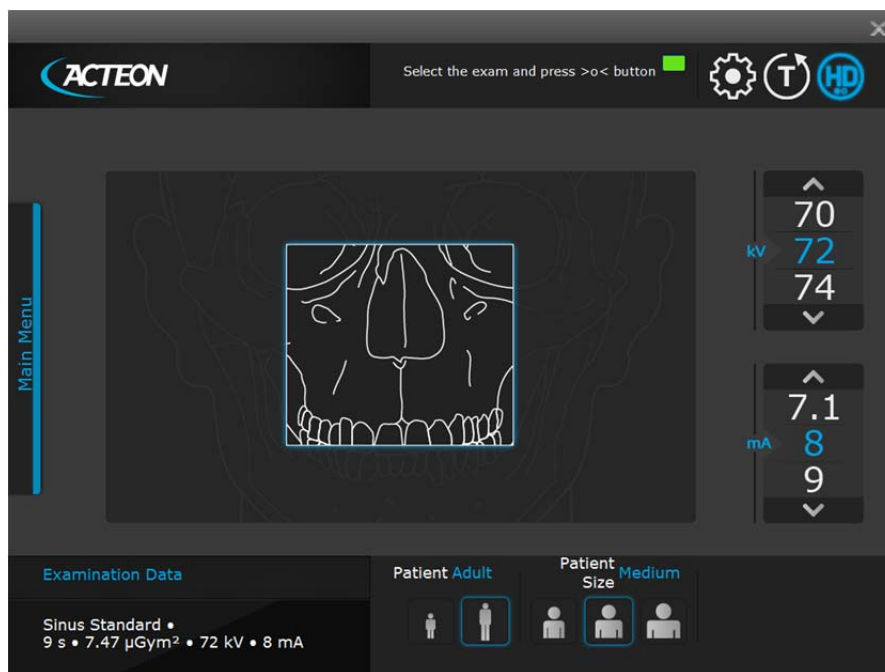 ACTEON
Select the exam and press >o< button
T
HD
Main Menu
70
kV 72
74
7.1
mA 8
9
Examination Data
Sinus Standard •
9 s • 7.47 µGym² • 72 kV • 8 mA
Patient Adult
Patient
Size Medium